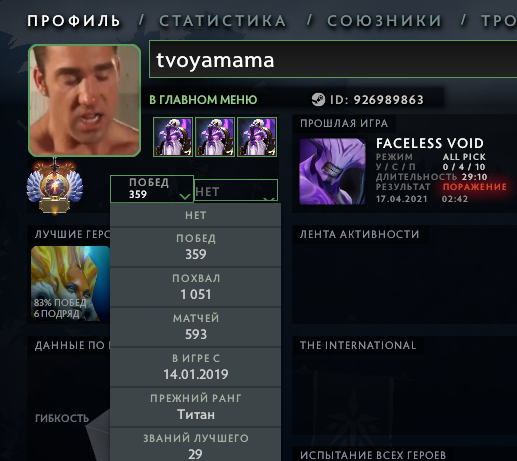 ПРОФИЛЬ / СТАТИСТИКА / СОЮЗНИКИ / ТРО
tvoyamama
В ГЛАВНОМ МЕНЮ
ID: 926989863
ПРОШЛАЯ ИГРА
FACELESS VOID
РЕЖИМ ALL PICK
У / С / П 0 / 4 / 10
ДЛИТЕЛЬНОСТЬ 29:10
РЕЗУЛЬТАТ ПОРАЖЕНИЕ
17.04.2021 02:42
ПОБЕД
359
НЕТ
НЕТ
ПОБЕД
359
ПОХВАЛ
1 051
МАТЧЕЙ
593
В ИГРЕ С
14.01.2019
ПРЕЖНИЙ РАНГ
Титан
ЗВАНИЙ ЛУЧШЕГО
29
ЛУЧШИЕ ГЕРО
83% ПОБЕД
6 ПОДРЯД
ДАННЫЕ ПО
ГИБКОСТЬ
ЛЕНТА АКТИВНОСТИ
THE INTERNATIONAL
ИСПЫТАНИЕ ВСЕХ ГЕРОЕВ